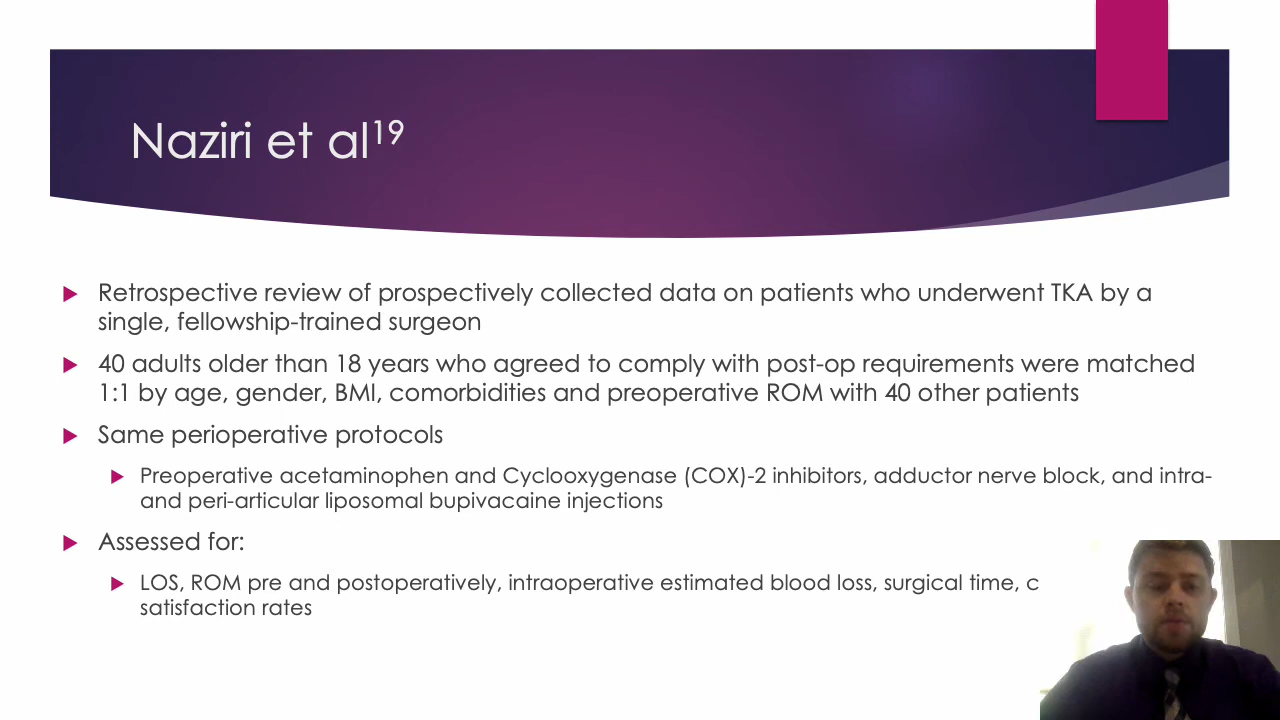 Naziri et al19
Retrospective review of prospectively collected data on patients who underwent TKA by a
single, fellowship-trained surgeon
40 adults older than 18 years who agreed to comply with post-op requirements were matched
1:1 by age, gender, BMI, comorbidities and preoperative ROM with 40 other patients
Same perioperative protocols
Preoperative acetaminophen and Cyclooxygenase (COX)-2 inhibitors, adductor nerve block, and intra-
and peri-articular liposomal bupivacaine injections
Assessed for:
LOS, ROM pre and postoperatively, intraoperative estimated blood loss, surgical time,
satisfaction rates